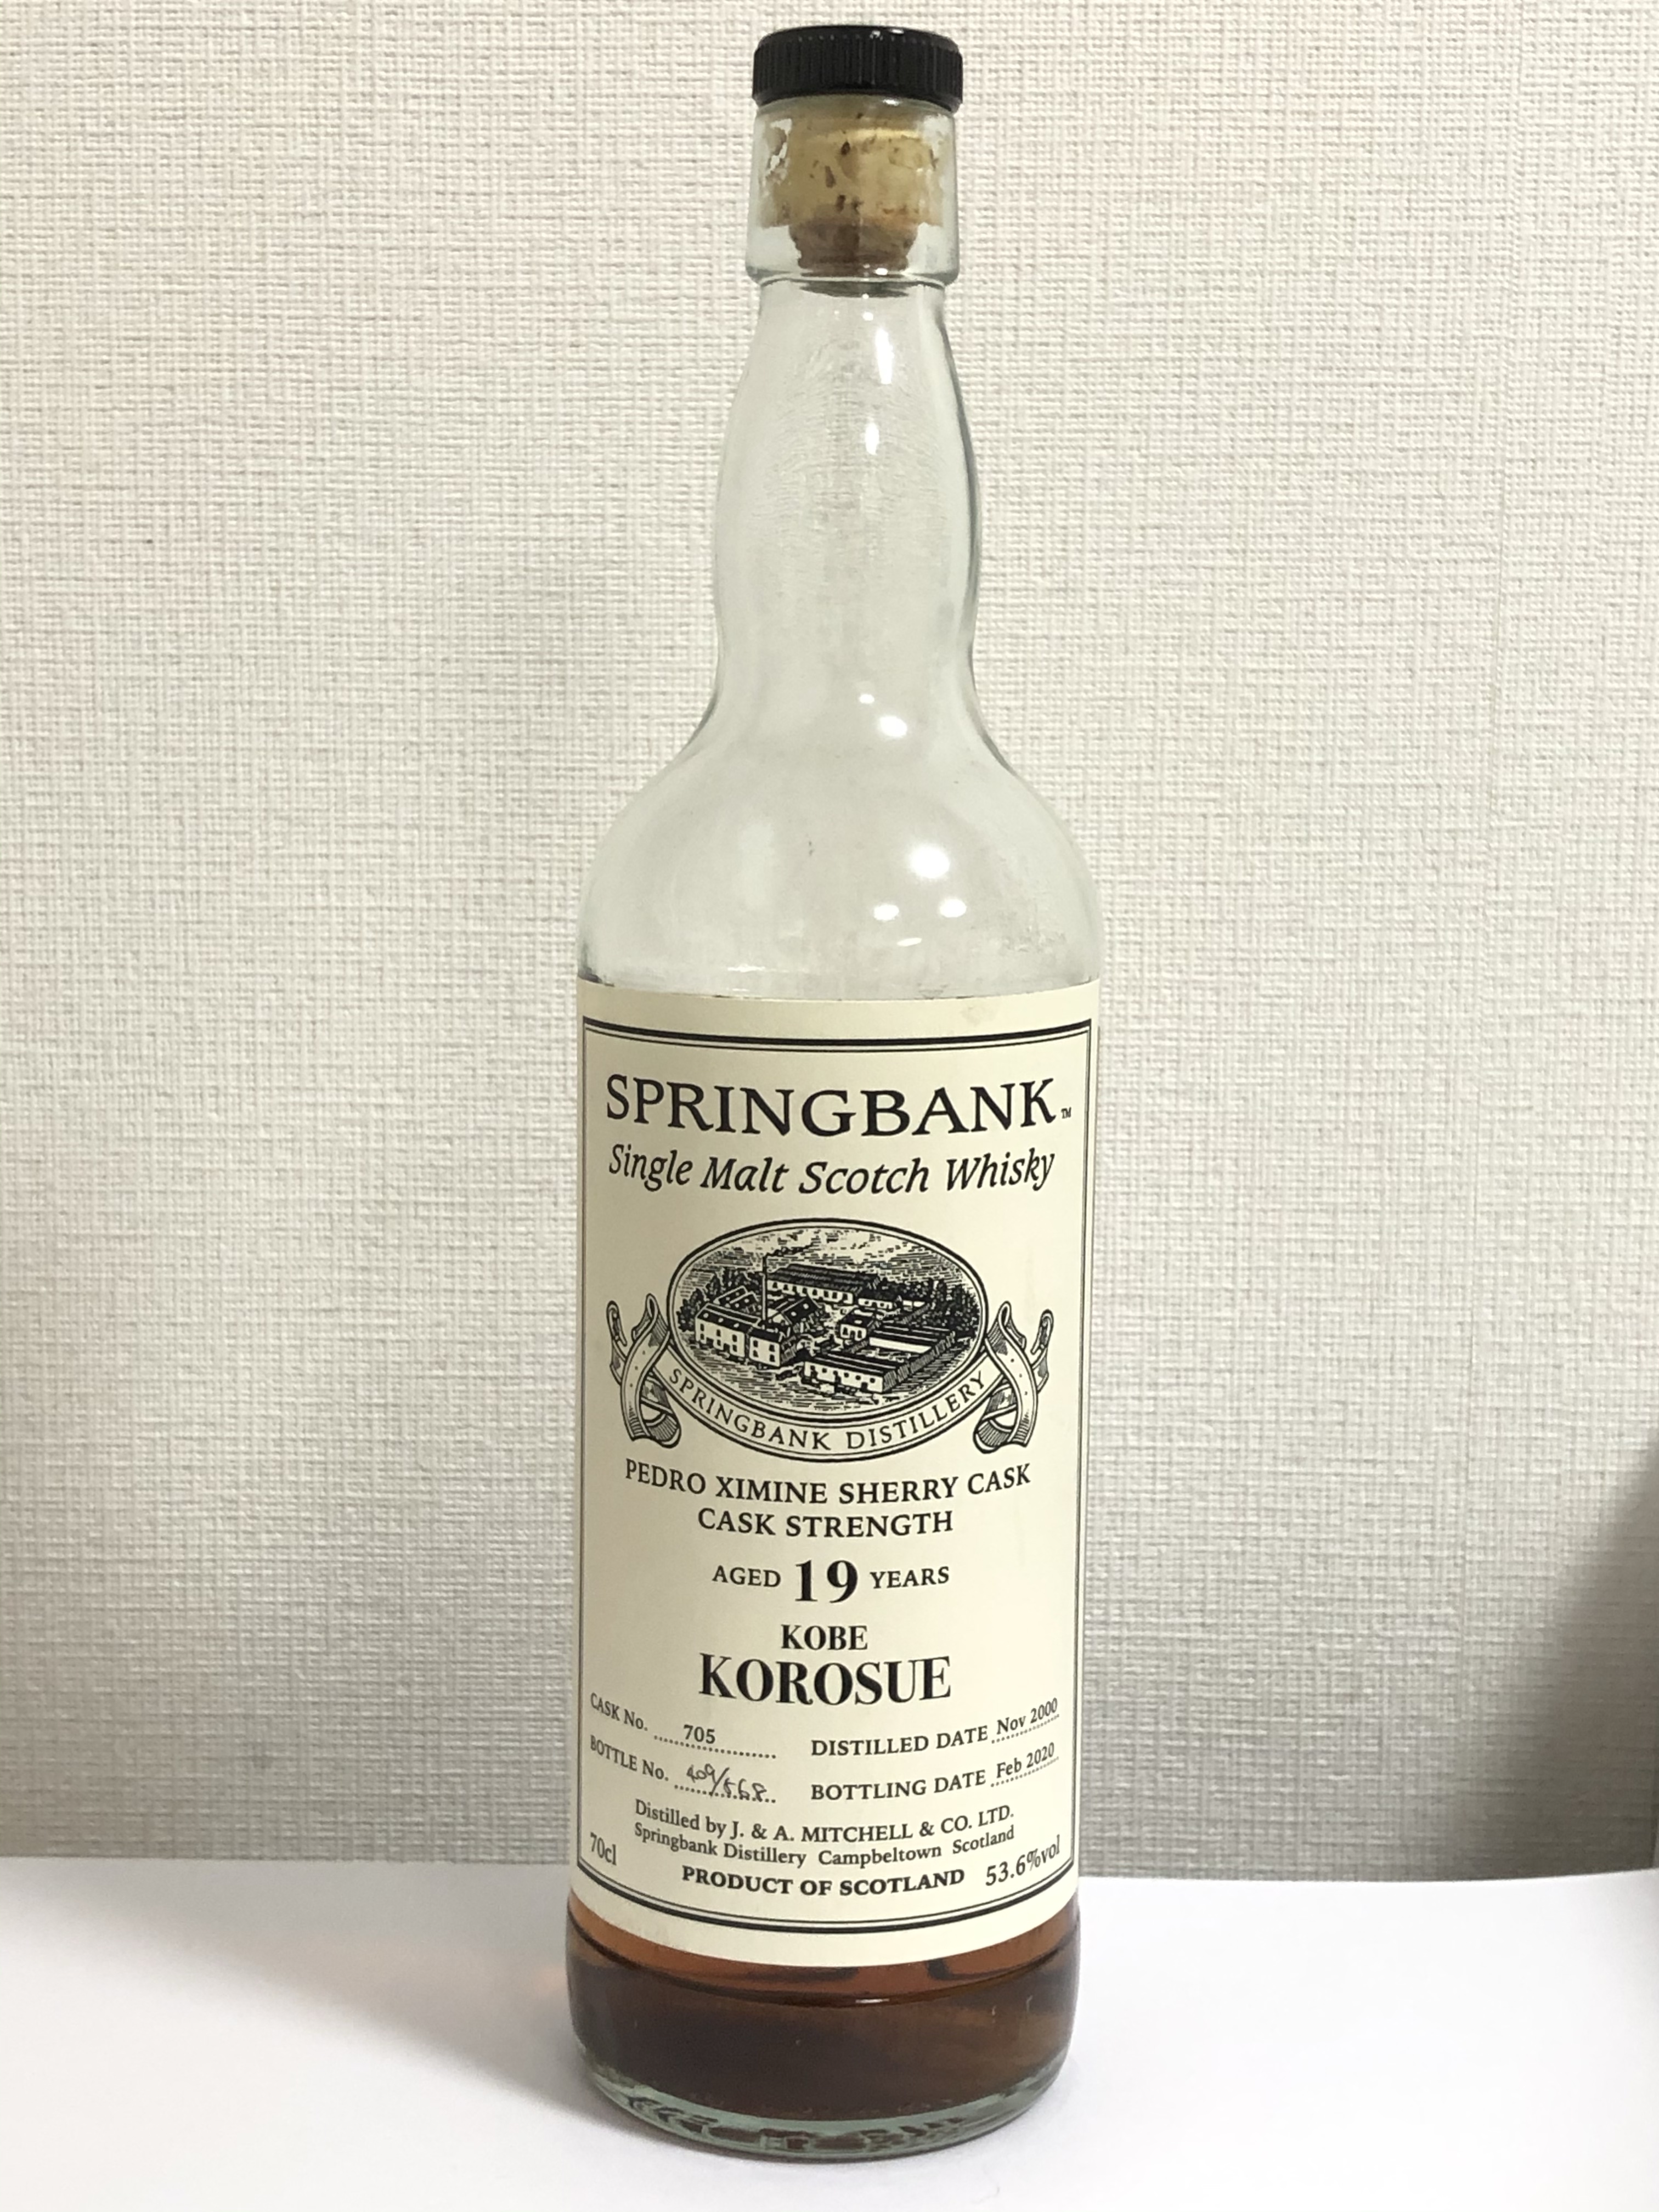 SPRINGBANK™
Single Malt Scotch Whisky
SPRINGBANK DISTILLERY
PEDRO XIMINE SHERRY CASK
CASK STRENGTH
AGED 19 YEARS
KOBE
KOROSUE
CASK No. 705 DISTILLED DATE Nov 2000
BOTTLE No. 409/568 BOTTLING DATE Feb 2020
Distilled by J. & A. MITCHELL & CO. LTD.
Springbank Distillery Campbeltown Scotland
70cl PRODUCT OF SCOTLAND 53.6%vol